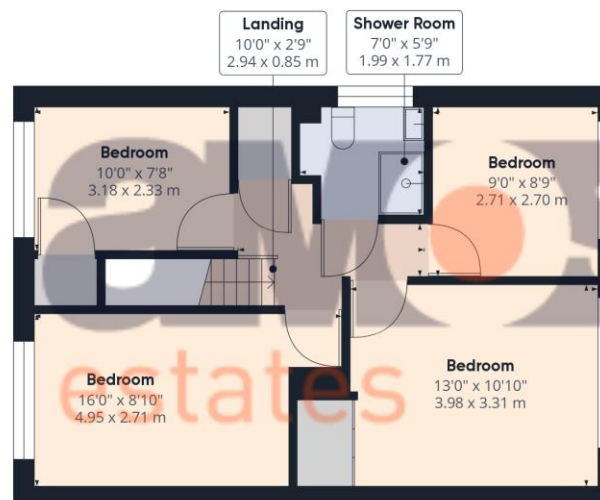 Landing
10'0" x 2'9"
2.94 x 0.85 m
Shower Room
7'0" x 5'9"
1.99 x 1.77 m
Bedroom
10'0" x 7'8"
3.18 x 2.33 m
Bedroom
9'0" x 8'9"
2.71 x 2.70 m
Bedroom
16'0" x 8'10"
4.95 x 2.71 m
Bedroom
13'0" x 10'10"
3.98 x 3.31 m
estates